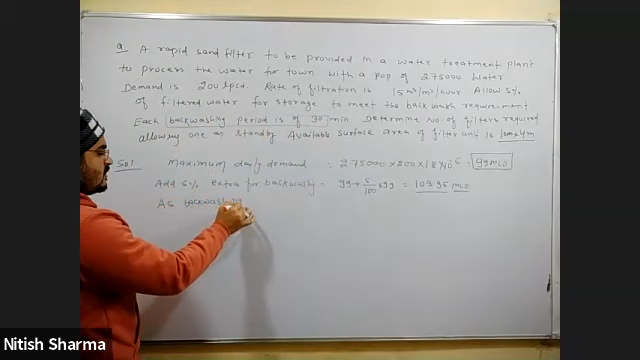 Q A rapid sand filter to be provided in a water treatment plant
to process the water for town with a pop of 275000 Water
Demand is 200 lpcd. Rate of filtration is 15 m³/m²/hour Allow 5%
of filtered water for storage to meet the backwash requirement
Each backwashing period is of 30 min Determine No. of filters required
allowing one as standby Available surface area of filter unit is 10m x 4m
Sol: Maximum daily demand = 275000 x 200 x 1.8 x 10⁻⁶ = 99 MLD
Add 5% extra for backwashing = 99 + 5/100 x 99 = 103.95 MLD
As backwashing
Nitish Sharma